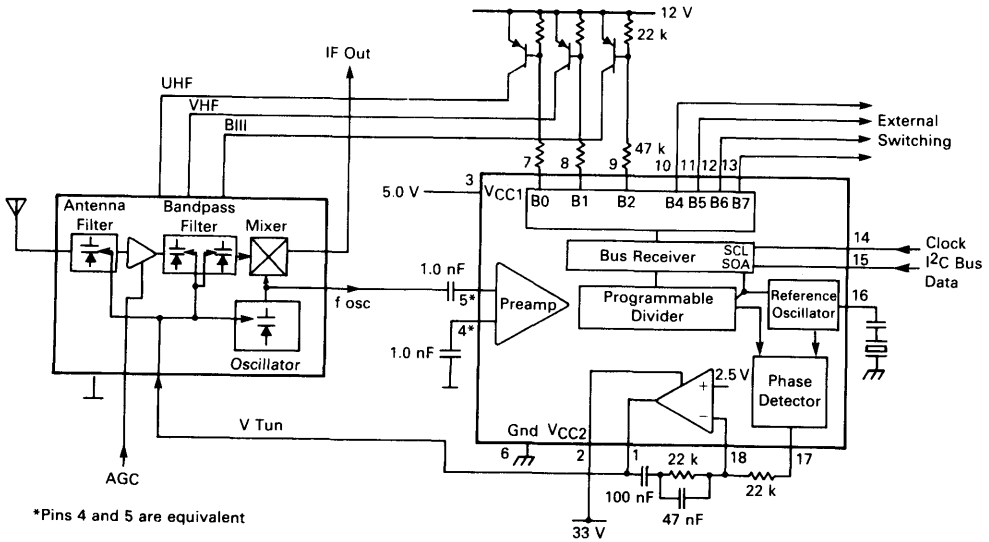 12 V
22 k
IF Out
UHF
VHF
BIII
External
Switching
47 k
7
8
9
10
11
12
13
3
5.0 V
VCC1
B0
B1
B2
B4
B5
B6
B7
Antenna
Filter
Bandpass
Filter
Mixer
14
Clock
Bus Receiver
SCL
SOA
I²C Bus
15
Data
1.0 nF
f osc
5*
Preamp
Programmable
Divider
Reference
Oscillator
16
4*
1.0 nF
Oscillator
2.5 V
+
–
Phase
Detector
V Tun
Gnd
VCC2
6
2
1
22 k
18
17
AGC
100 nF
47 nF
22 k
33 V
*Pins 4 and 5 are equivalent